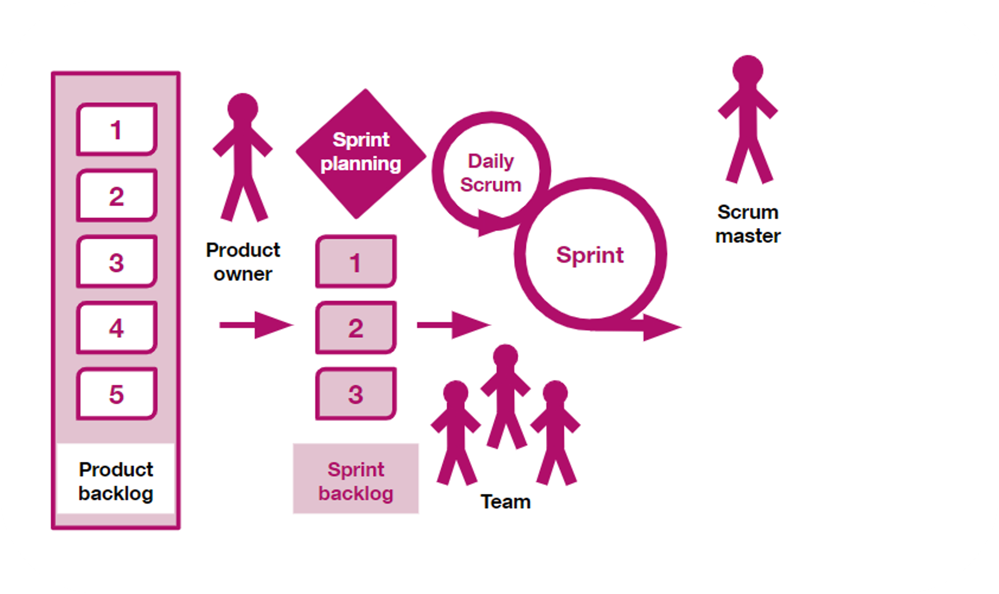 1
2
3
4
5
Product
backlog
Product
owner
Sprint
planning
1
2
3
Sprint
backlog
Daily
Scrum
Sprint
Team
Scrum
master